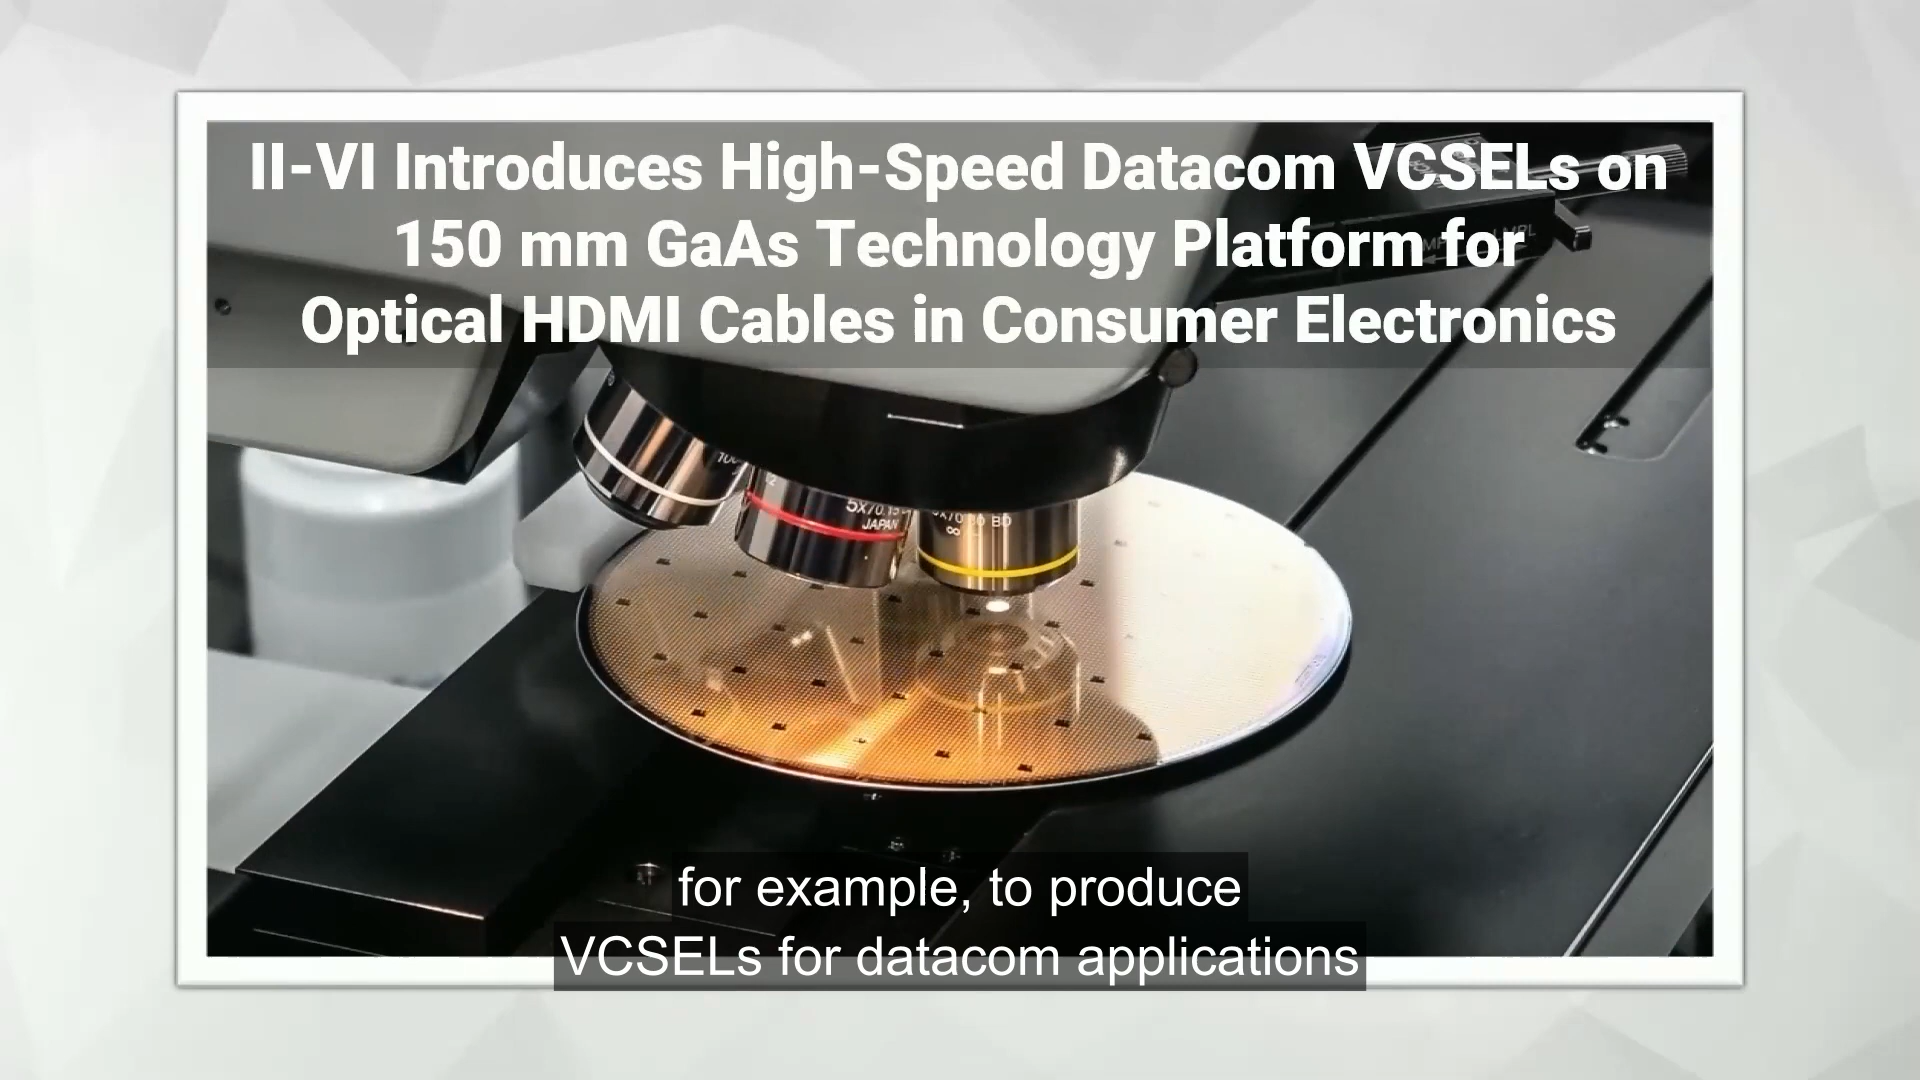 II-VI Introduces High-Speed Datacom VCSELs on
150 mm GaAs Technology Platform for
Optical HDMI Cables in Consumer Electronics
5x/0.15
JAPAN
BD
∞
for example, to produce
VCSELs for datacom applications